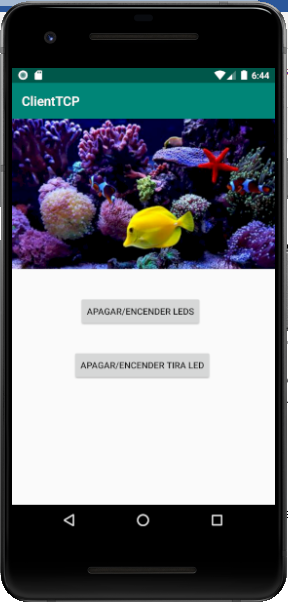 6:44
ClientTCP
APAGAR/ENCENDER LEDS
APAGAR/ENCENDER TIRA LED